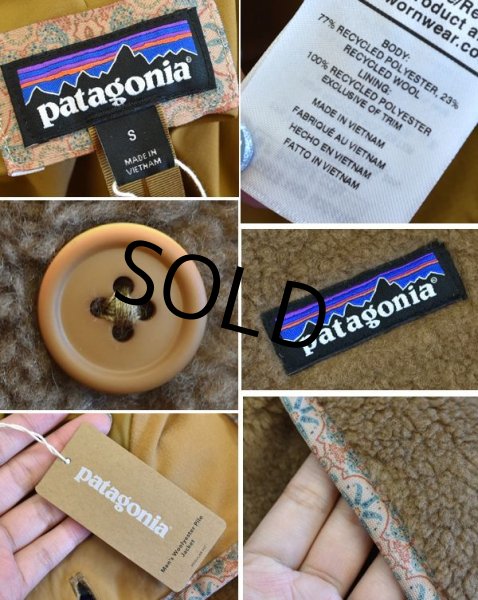 patagonia®
S
MADE IN
VIETNAM
wornwear.co
BODY:
77% RECYCLED POLYESTER, 23%
RECYCLED WOOL
LINING:
100% RECYCLED POLYESTER
EXCLUSIVE OF TRIM
MADE IN VIETNAM
FABRIQUÉ AU VIETNAM
HECHO EN VIETNAM
FATTO IN VIETNAM
SOLD
patagonia®
patagonia®
Men's Woolyester Pile
Jacket